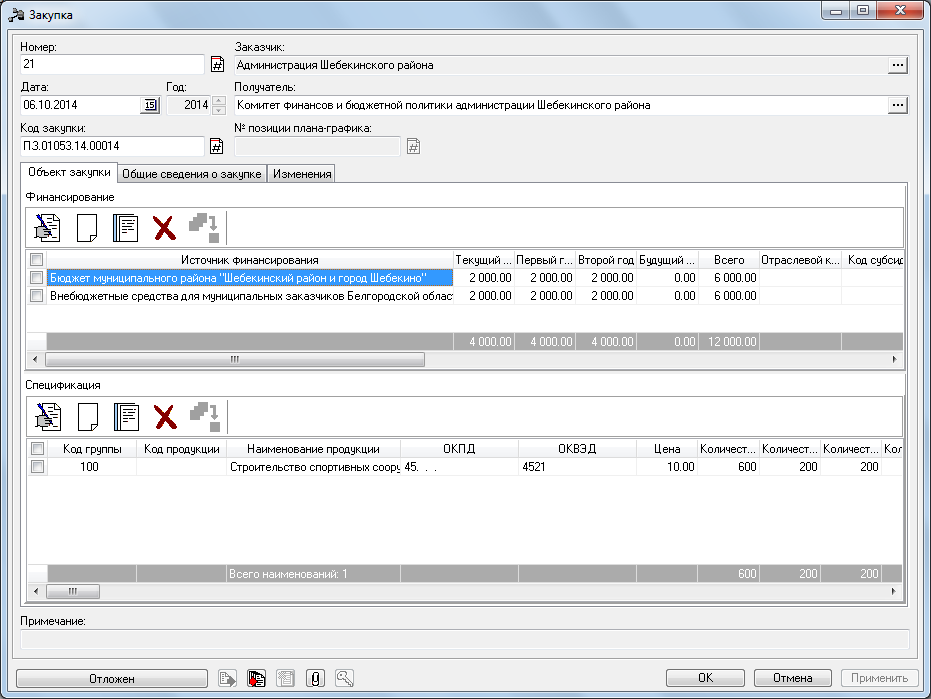 Закупка
Номер:
Заказчик:
21
Администрация Шебекинского района
Дата:
Год:
Получатель:
06.10.2014
15
2014
Комитет финансов и бюджетной политики администрации Шебекинского района
Код закупки:
№ позиции плана-графика:
ПЗ.01053.14.00014
Объект закупки
Общие сведения о закупке
Изменения
Финансирование
Источник финансирования Текущий ... Первый г... Второй год Будущий ... Всего Отраслевой к... Код субсид
Бюджет муниципального района "Шебекинский район и город Шебекино" 2 000.00 2 000.00 2 000.00 0.00 6 000.00
Внебюджетные средства для муниципальных заказчиков Белгородской област 2 000.00 2 000.00 2 000.00 0.00 6 000.00
4 000.00 4 000.00 4 000.00 0.00 12 000.00
Спецификация
Код группы Код продукции Наименование продукции ОКПД ОКВЭД Цена Количест... Количест... Количест... Кол
100 Строительство спортивных соору 45. . . 4521 10.00 600 200 200
Всего наименований: 1 600 200 200
Примечание:
Отложен
ОК
Отмена
Применить